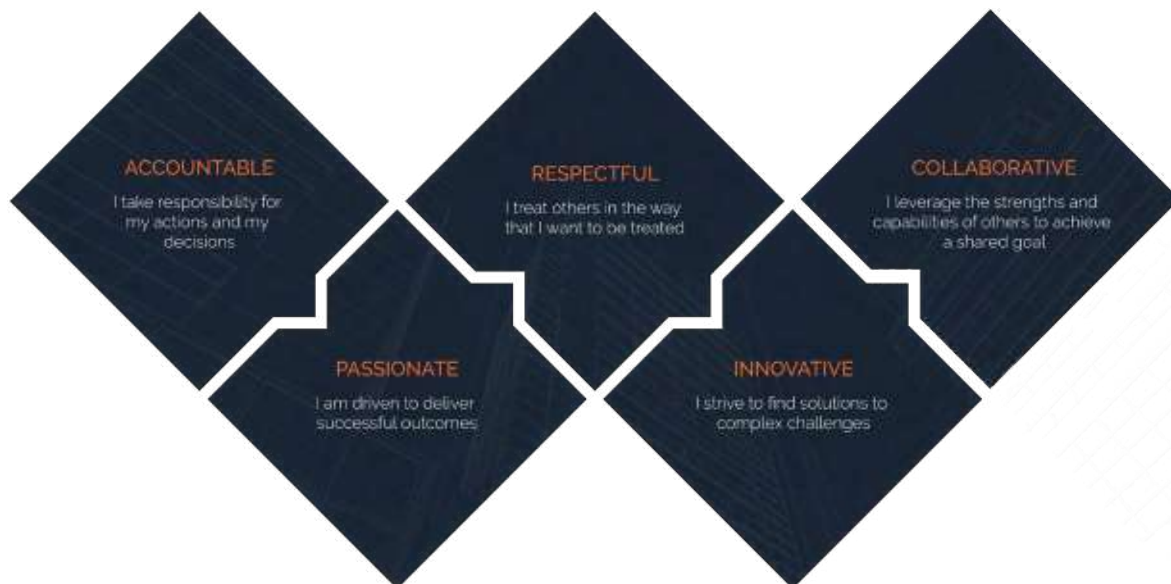 ACCOUNTABLE
I take responsibility for
my actions and my
decisions
PASSIONATE
I am driven to deliver
successful outcomes
RESPECTFUL
I treat others in the way
that I want to be treated
INNOVATIVE
I strive to find solutions to
complex challenges
COLLABORATIVE
I leverage the strengths and
capabilities of others to achieve
a shared goal